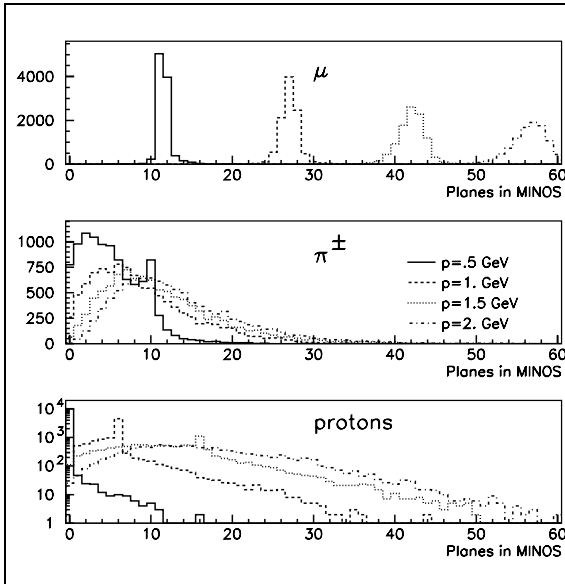 μ
4000
2000
0
0 10 20 30 40 50 60
Planes in MINOS
π±
1000
750
500
250
0
p=.5 GeV
p=1. GeV
p=1.5 GeV
p=2. GeV
0 10 20 30 40 50 60
Planes in MINOS
protons
10⁴
10³
10²
10
1
0 10 20 30 40 50 60
Planes in MINOS